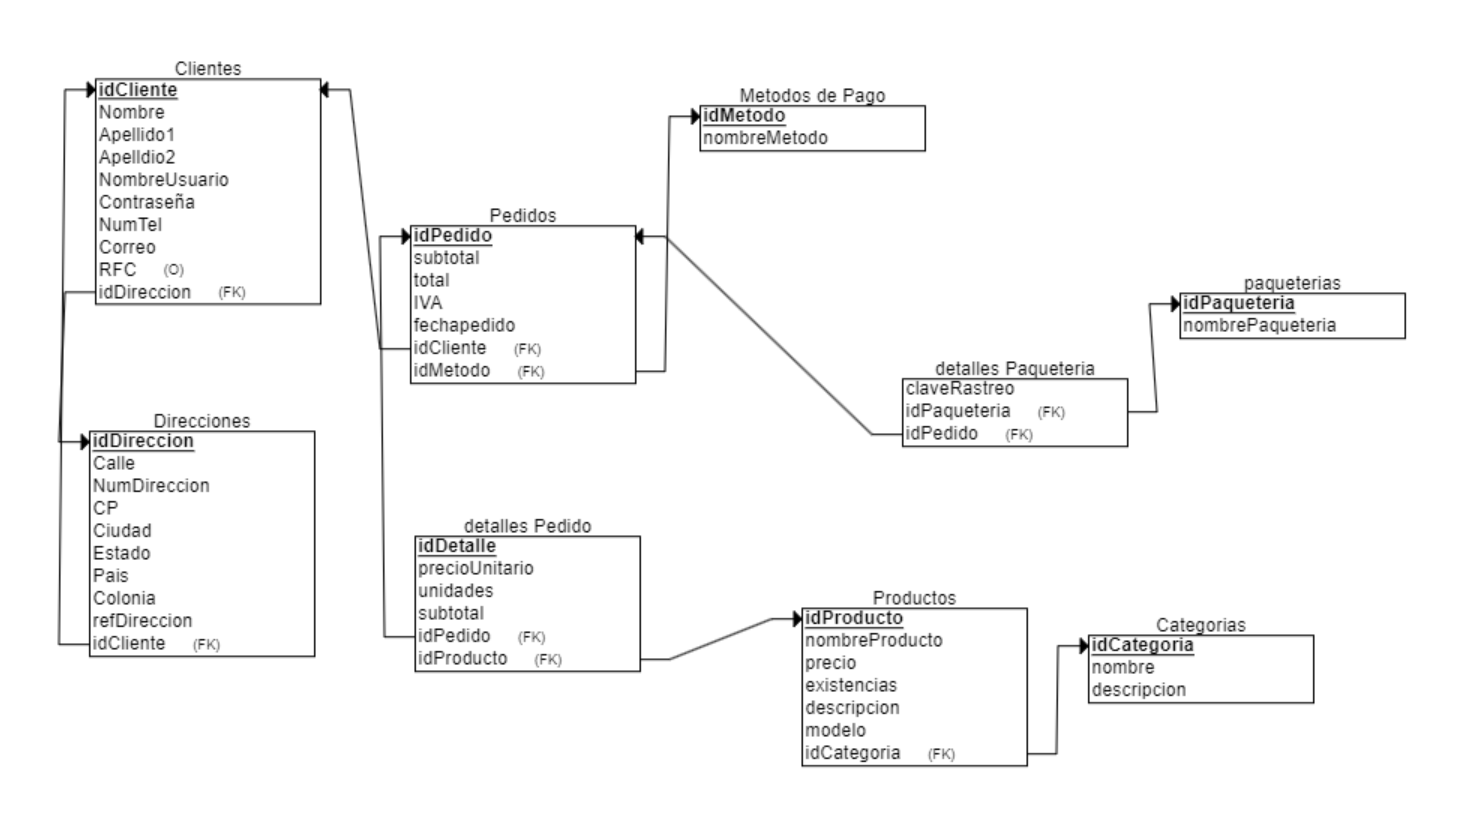 Clientes
idCliente
Nombre
Apellido1
Apelldio2
NombreUsuario
Contraseña
NumTel
Correo
RFC (O)
idDireccion (FK)
Metodos de Pago
idMetodo
nombreMetodo
Pedidos
idPedido
subtotal
total
IVA
fechapedido
idCliente (FK)
idMetodo (FK)
paqueterias
idPaqueteria
nombrePaqueteria
detalles Paqueteria
claveRastreo
idPaqueteria (FK)
idPedido (FK)
Direcciones
idDireccion
Calle
NumDireccion
CP
Ciudad
Estado
Pais
Colonia
refDireccion
idCliente (FK)
detalles Pedido
idDetalle
precioUnitario
unidades
subtotal
idPedido (FK)
idProducto (FK)
Productos
idProducto
nombreProducto
precio
existencias
descripcion
modelo
idCategoria (FK)
Categorias
idCategoria
nombre
descripcion